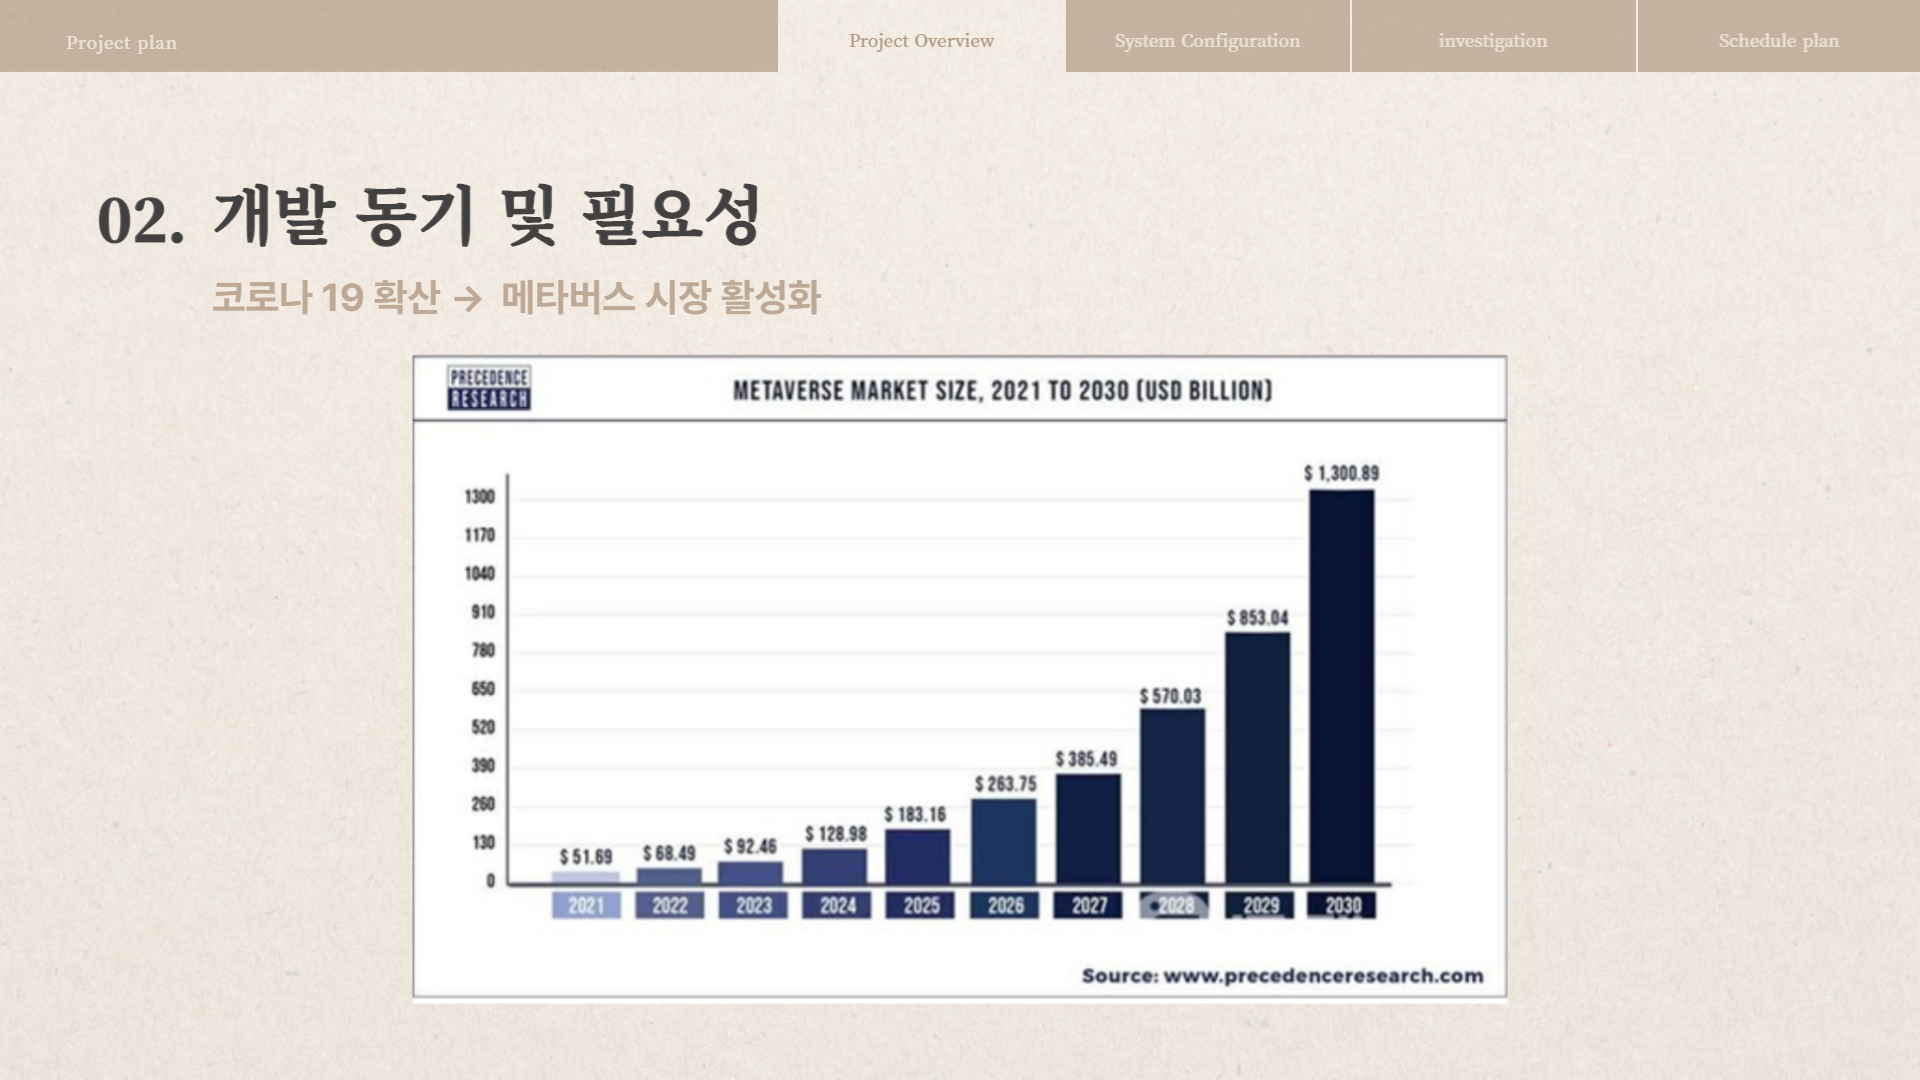 Project plan
Project Overview
System Configuration
investigation
Schedule plan
02. 개발 동기 및 필요성
코로나 19 확산 → 메타버스 시장 활성화
PRECEDENCE
RESEARCH
METAVERSE MARKET SIZE, 2021 TO 2030 (USD BILLION)
1300
1170
1040
910
780
650
520
390
260
130
0
$ 51.69
$ 68.49
$ 92.46
$ 128.98
$ 183.16
$ 263.75
$ 385.49
$ 570.03
$ 853.04
$ 1,300.89
2021
2022
2023
2024
2025
2026
2027
2028
2029
2030
Source: www.precedenceresearch.com